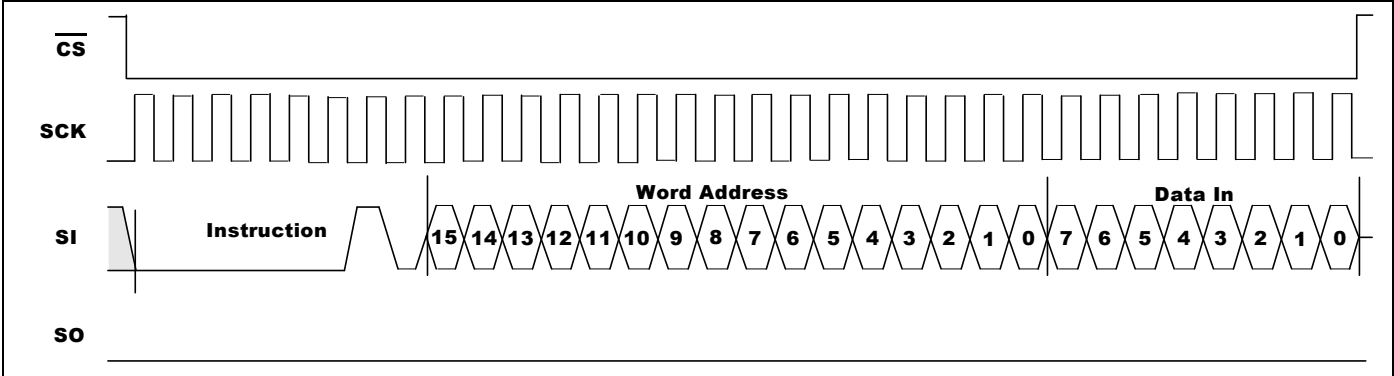 CS
SCK
Word Address
Data In
SI
Instruction
15 14 13 12 11 10 9 8 7 6 5 4 3 2 1 0 7 6 5 4 3 2 1 0
SO